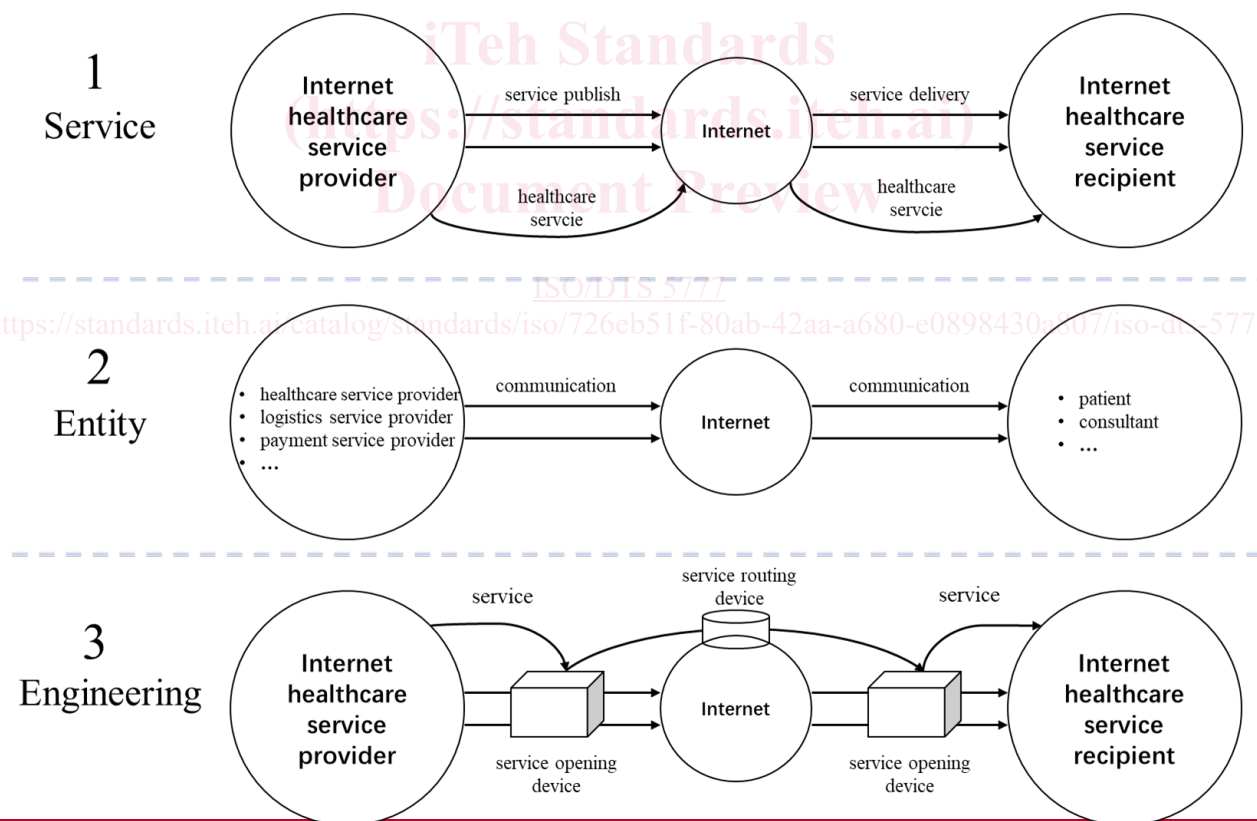 iTeh Standards
(https://standards.iteh.ai)
Document Preview
1
Service
Internet
healthcare
service
provider
service publish
healthcare
servcie
Internet
service delivery
healthcare
servcie
Internet
healthcare
service
recipient
ISO/DTS 5777
ttps://standards.iteh.ai/catalog/standards/iso/726eb51f-80ab-42aa-a680-e0898430a807/iso-dts-577
2
Entity
• healthcare service provider
• logistics service provider
• payment service provider
• ...
communication
Internet
communication
• patient
• consultant
• ...
3
Engineering
Internet
healthcare
service
provider
service
service opening
device
service routing
device
Internet
service
service opening
device
Internet
healthcare
service
recipient